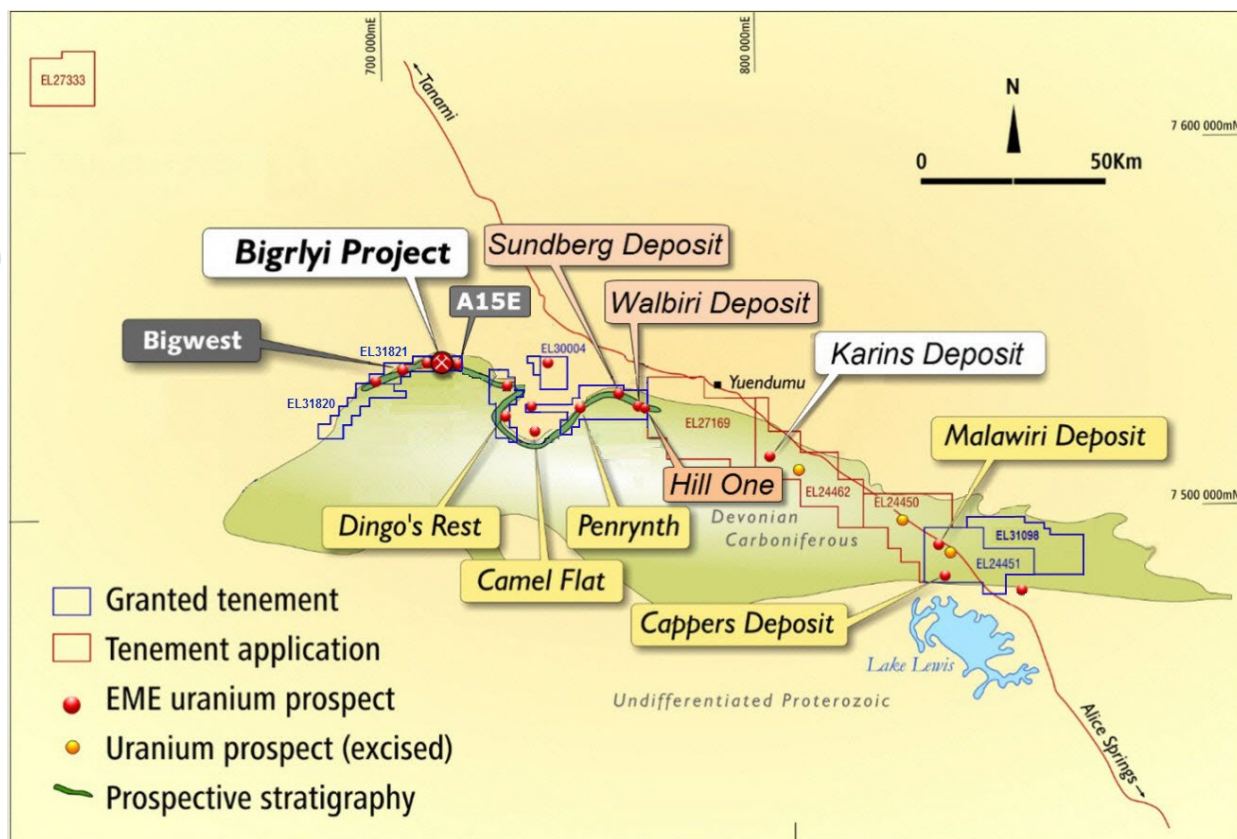 700 000mE
800 000mE
EL27333
Tanami
N
7 600 000mN
0 50Km
Sundberg Deposit
Bigrlyi Project
Walbiri Deposit
A15E
Bigwest
EL31821
EL30004
Karins Deposit
Yuendumu
EL31820
EL27169
Malawiri Deposit
Hill One
EL24462
EL24450
7 500 000mN
Dingo's Rest
Penrynth
Devonian
Carboniferous
EL31098
EL24451
Camel Flat
Granted tenement
Cappers Deposit
Tenement application
Lake Lewis
EME uranium prospect
Undifferentiated Proterozoic
Uranium prospect (excised)
Alice Springs
Prospective stratigraphy